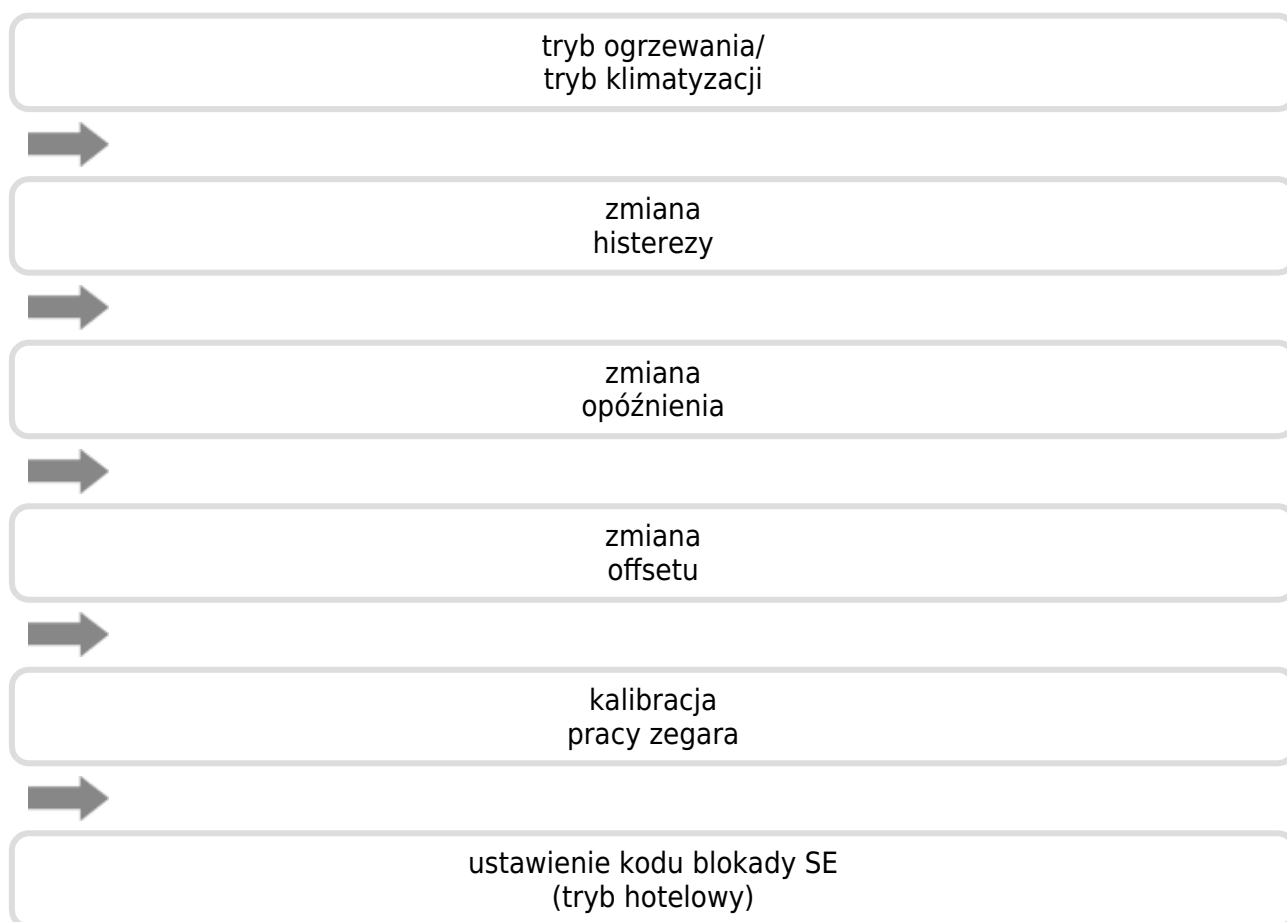 tryb ogrzewania/
tryb klimatyzacji
zmiana
histerezy
zmiana
opóźnienia
zmiana
offsetu
kalibracja
pracy zegara
ustawienie kodu blokady SE
(tryb hotelowy)